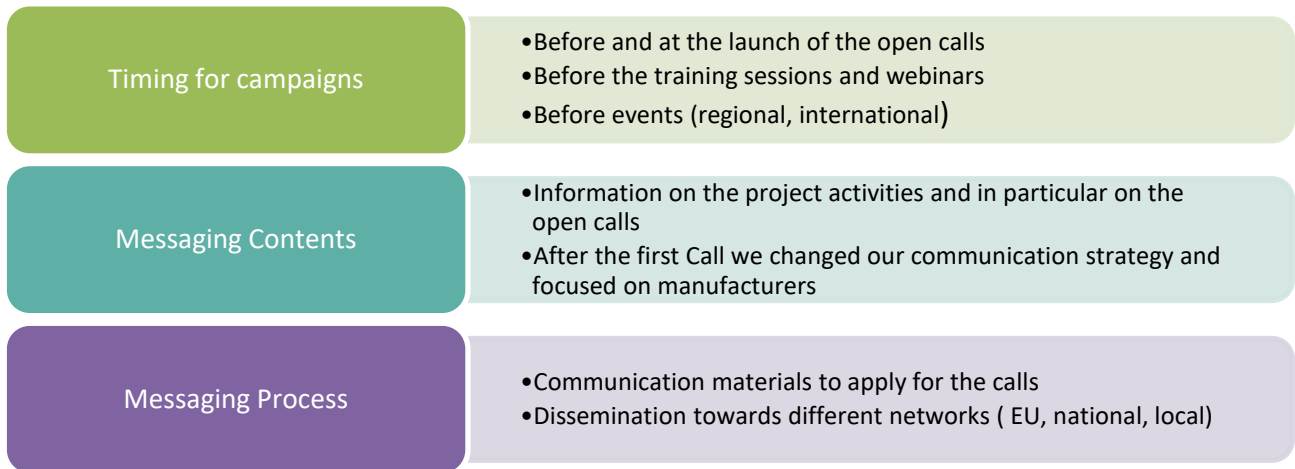 Timing for campaigns
•Before and at the launch of the open calls
•Before the training sessions and webinars
•Before events (regional, international)
Messaging Contents
•Information on the project activities and in particular on the
open calls
•After the first Call we changed our communication strategy and
focused on manufacturers
Messaging Process
•Communication materials to apply for the calls
•Dissemination towards different networks ( EU, national, local)